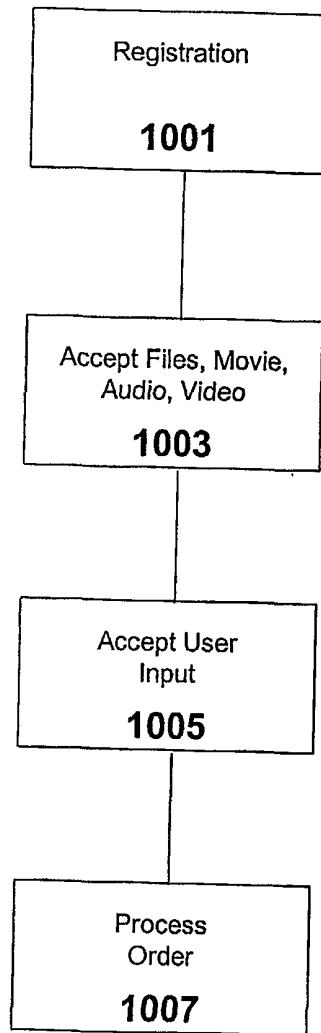 Registration
1001
Accept Files, Movie,
Audio, Video
1003
Accept User
Input
1005
Process
Order
1007